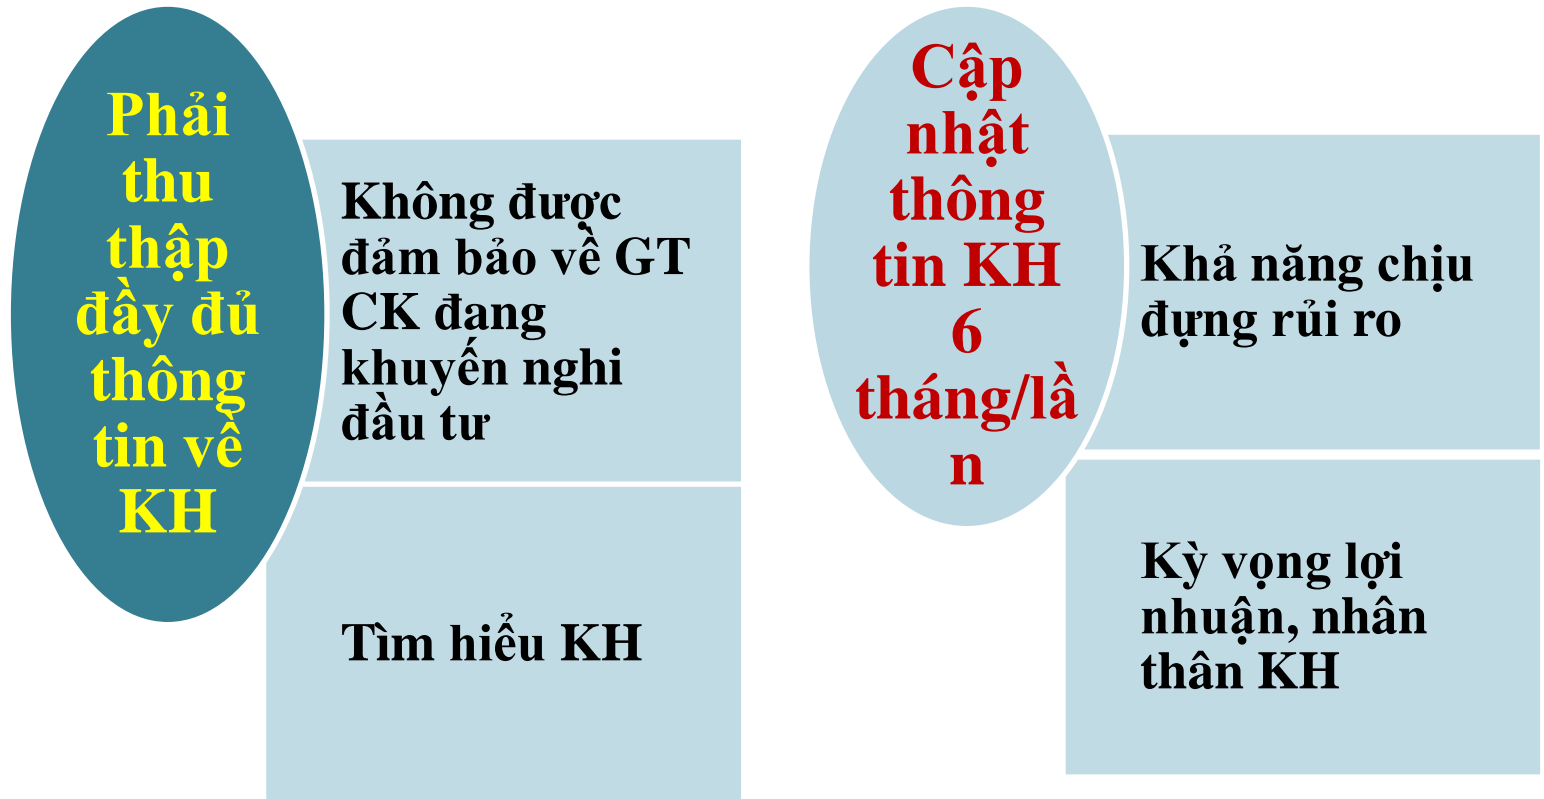 Phải
thu
thập
đầy đủ
thông
tin về
KH
Không được
đảm bảo về GT
CK đang
khuyến nghi
đầu tư
Tìm hiểu KH
Cập
nhật
thông
tin KH
6
tháng/lầ
n
Khả năng chịu
đựng rủi ro
Kỳ vọng lợi
nhuận, nhân
thân KH